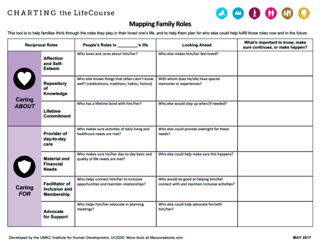 CHARTING the LifeCourse
Mapping Family Roles
This tool is to help families think through the roles they play in their loved one's life, and to help them plan for who else could help fulfill those roles now and in the future.
Reciprocal Roles
People's Roles in _________'s life
Looking Ahead
What's important to know, make
sure continues, or make happen?
Caring
ABOUT
Affection
and Self-
Esteem
Who loves and cares about him/her?
Who else makes him/her feel loved?
Repository
of
Knowledge
Who else knows things that others don't know
well? (celebrations, traditions, habits, history)
With whom does he/she have special
memories or experiences?
Lifetime
Commitment
Who has a lifetime bond with him/her?
Who else would step up when if needed?
Caring
FOR
Provider of
day-to-day
care
Who makes sure activities of daily living and
healthcare needs are met?
Who else could provide oversight for these
needs?
Material and
Financial
Needs
Who makes sure his/her day-to-day basic and
quality of life needs are met?
Who else could help make sure this happens?
Facilitator of
Inclusion and
Membership
Who helps connect him/her to inclusive
opportunities and maintain relationships?
Who would be good at helping him/her
connect with and maintain inclusive activities?
Advocate
for Support
Who helps him/her advocate in planning
meetings?
Who else could help advocate for/with
him/her?
Developed by the UMKC Institute for Human Development, UCEDD. More tools at lifecoursetools.com
MAY 2017